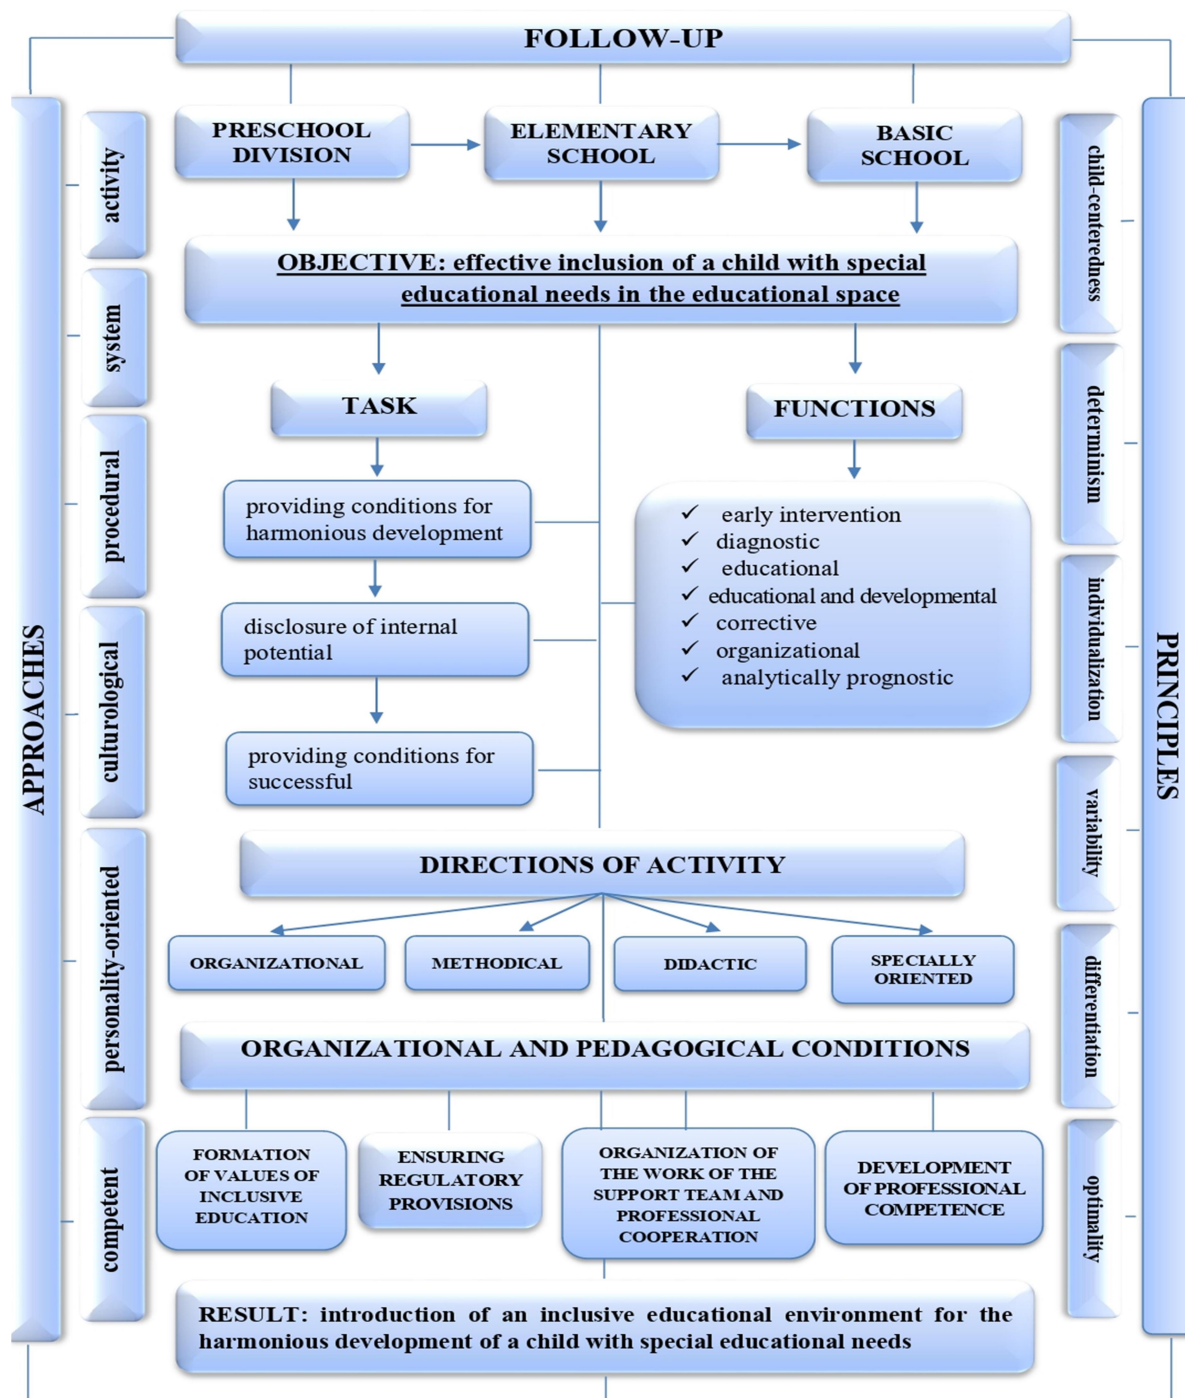 FOLLOW-UP
PRESCHOOL
DIVISION
ELEMENTARY
SCHOOL
BASIC
SCHOOL
OBJECTIVE: effective inclusion of a child with special
educational needs in the educational space
TASK
FUNCTIONS
providing conditions for
harmonious development
disclosure of internal
potential
providing conditions for
successful
✓ early intervention
✓ diagnostic
✓ educational
✓ educational and developmental
✓ corrective
✓ organizational
✓ analytically prognostic
DIRECTIONS OF ACTIVITY
ORGANIZATIONAL
METHODICAL
DIDACTIC
SPECIALLY
ORIENTED
ORGANIZATIONAL AND PEDAGOGICAL CONDITIONS
FORMATION
OF VALUES OF
INCLUSIVE
EDUCATION
ENSURING
REGULATORY
PROVISIONS
ORGANIZATION OF
THE WORK OF THE
SUPPORT TEAM AND
PROFESSIONAL
COOPERATION
DEVELOPMENT
OF PROFESSIONAL
COMPETENCE
RESULT: introduction of an inclusive educational environment for the
harmonious development of a child with special educational needs
APPROACHES
activity
system
procedural
culturological
personality-oriented
competent
PRINCIPLES
child-centeredness
determinism
individualization
variability
differentiation
optimality